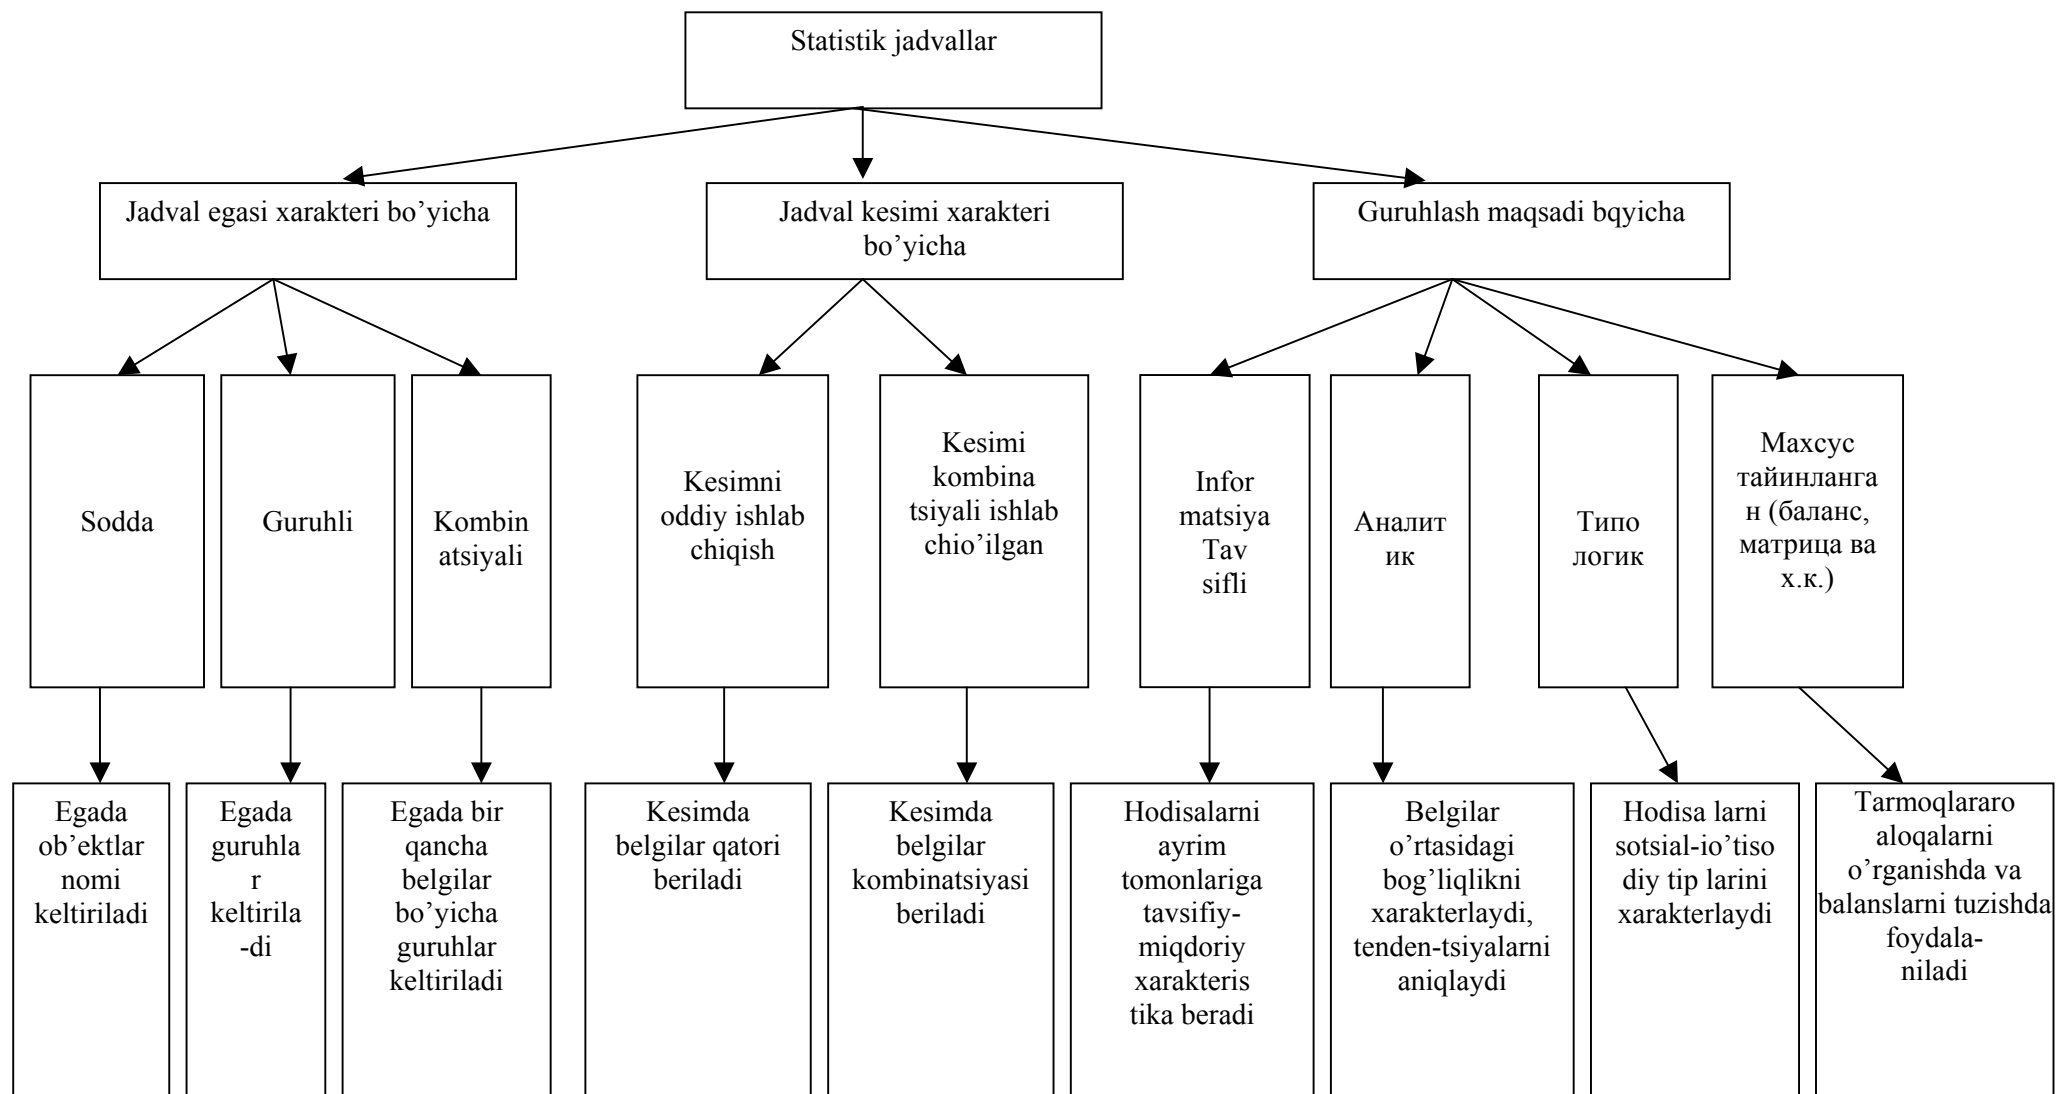 Statistik jadvallar
Jadval egasi xarakteri bo’yicha
Jadval kesimi xarakteri
bo’yicha
Guruhlash maqsadi bqyicha
Sodda
Guruhli
Kombin
atsiyali
Kesimni
oddiy ishlab
chiqish
Kesimi
kombina
tsiyali ishlab
chio’ilgan
Infor
matsiya
Tav
sifli
Аналит
ик
Типо
логик
Махсус
тайинланга
н (баланс,
матрица ва
х.к.)
Egada
ob’ektlar
nomi
keltiriladi
Egada
guruhla
r
keltirila
-di
Egada bir
qancha
belgilar
bo’yicha
guruhlar
keltiriladi
Kesimda
belgilar qatori
beriladi
Kesimda
belgilar
kombinatsiyasi
beriladi
Hodisalarni
ayrim
tomonlariga
tavsifiy-
miqdoriy
xarakteris
tika beradi
Belgilar
o’rtasidagi
bog’liqlikni
xarakterlaydi,
tenden-tsiyalarni
aniqlaydi
Hodisa larni
sotsial-io’tiso
diy tip larini
xarakterlaydi
Tarmoqlararo
aloqalarni
o’rganishda va
balanslarni tuzishda
foydala-
niladi